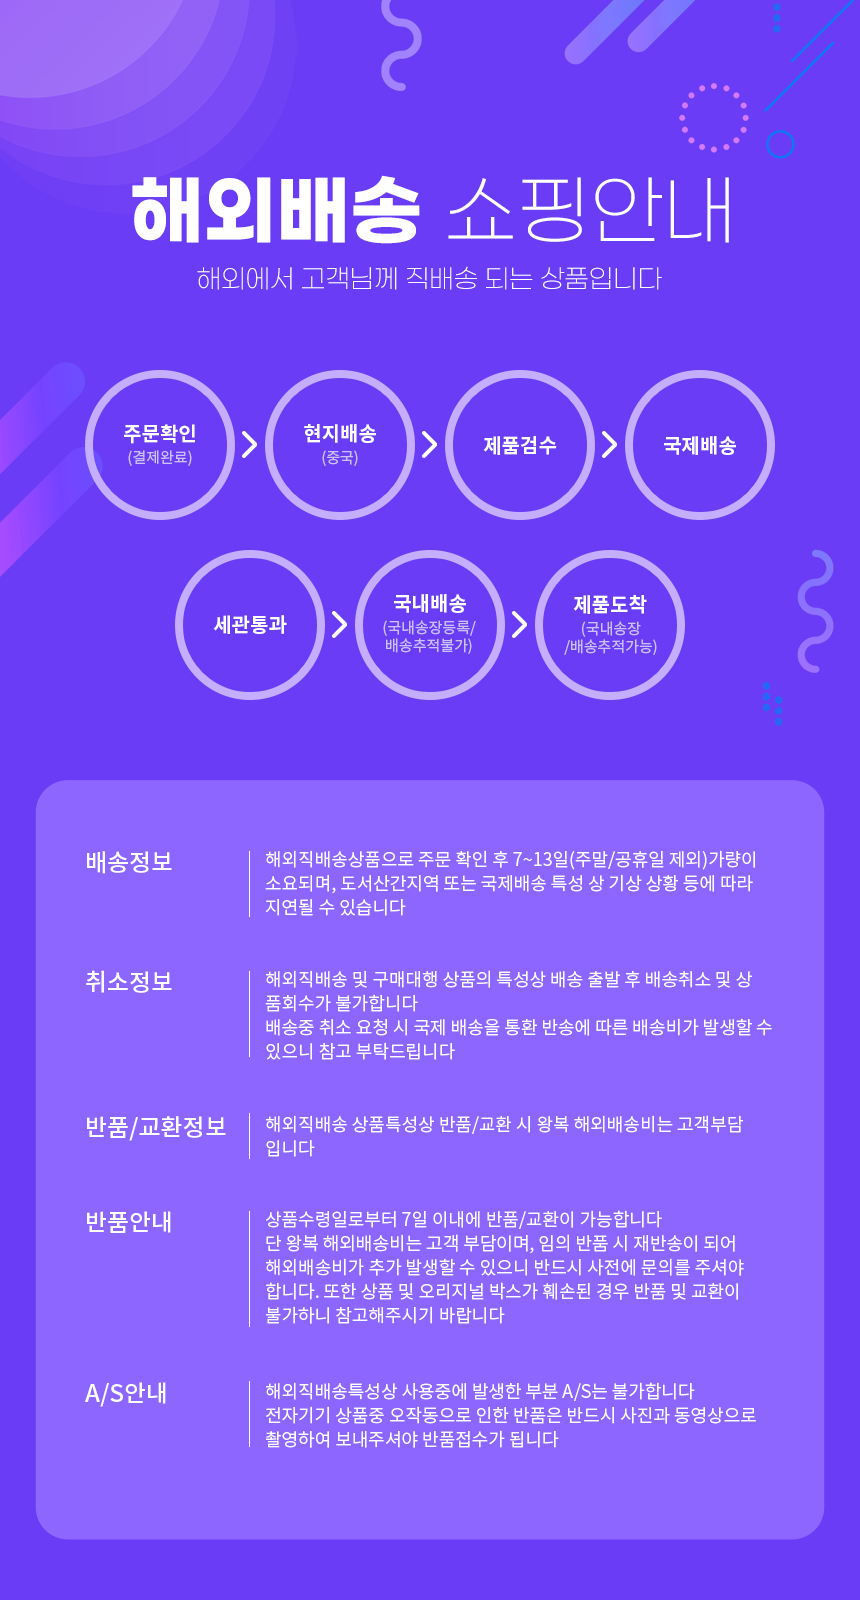 해외배송 쇼핑안내
해외에서 고객님께 직배송 되는 상품입니다
주문확인
(결제완료)
현지배송
(중국)
제품검수
국제배송
세관통과
국내배송
(국내송장등록/
배송추적불가)
제품도착
(국내송장
/배송추적가능)
배송정보
해외직배송상품으로 주문 확인 후 7~13일(주말/공휴일 제외)가량이
소요되며, 도서산간지역 또는 국제배송 특성 상 기상 상황 등에 따라
지연될 수 있습니다
취소정보
해외직배송 및 구매대행 상품의 특성상 배송 출발 후 배송취소 및 상
품회수가 불가합니다
배송중 취소 요청 시 국제 배송을 통환 반송에 따른 배송비가 발생할 수
있으니 참고 부탁드립니다
반품/교환정보
해외직배송 상품특성상 반품/교환 시 왕복 해외배송비는 고객부담
입니다
반품안내
상품수령일로부터 7일 이내에 반품/교환이 가능합니다
단 왕복 해외배송비는 고객 부담이며, 임의 반품 시 재반송이 되어
해외배송비가 추가 발생할 수 있으니 반드시 사전에 문의를 주셔야
합니다. 또한 상품 및 오리지널 박스가 훼손된 경우 반품 및 교환이
불가하니 참고해주시기 바랍니다
A/S안내
해외직배송특성상 사용중에 발생한 부분 A/S는 불가합니다
전자기기 상품중 오작동으로 인한 반품은 반드시 사진과 동영상으로
촬영하여 보내주셔야 반품접수가 됩니다